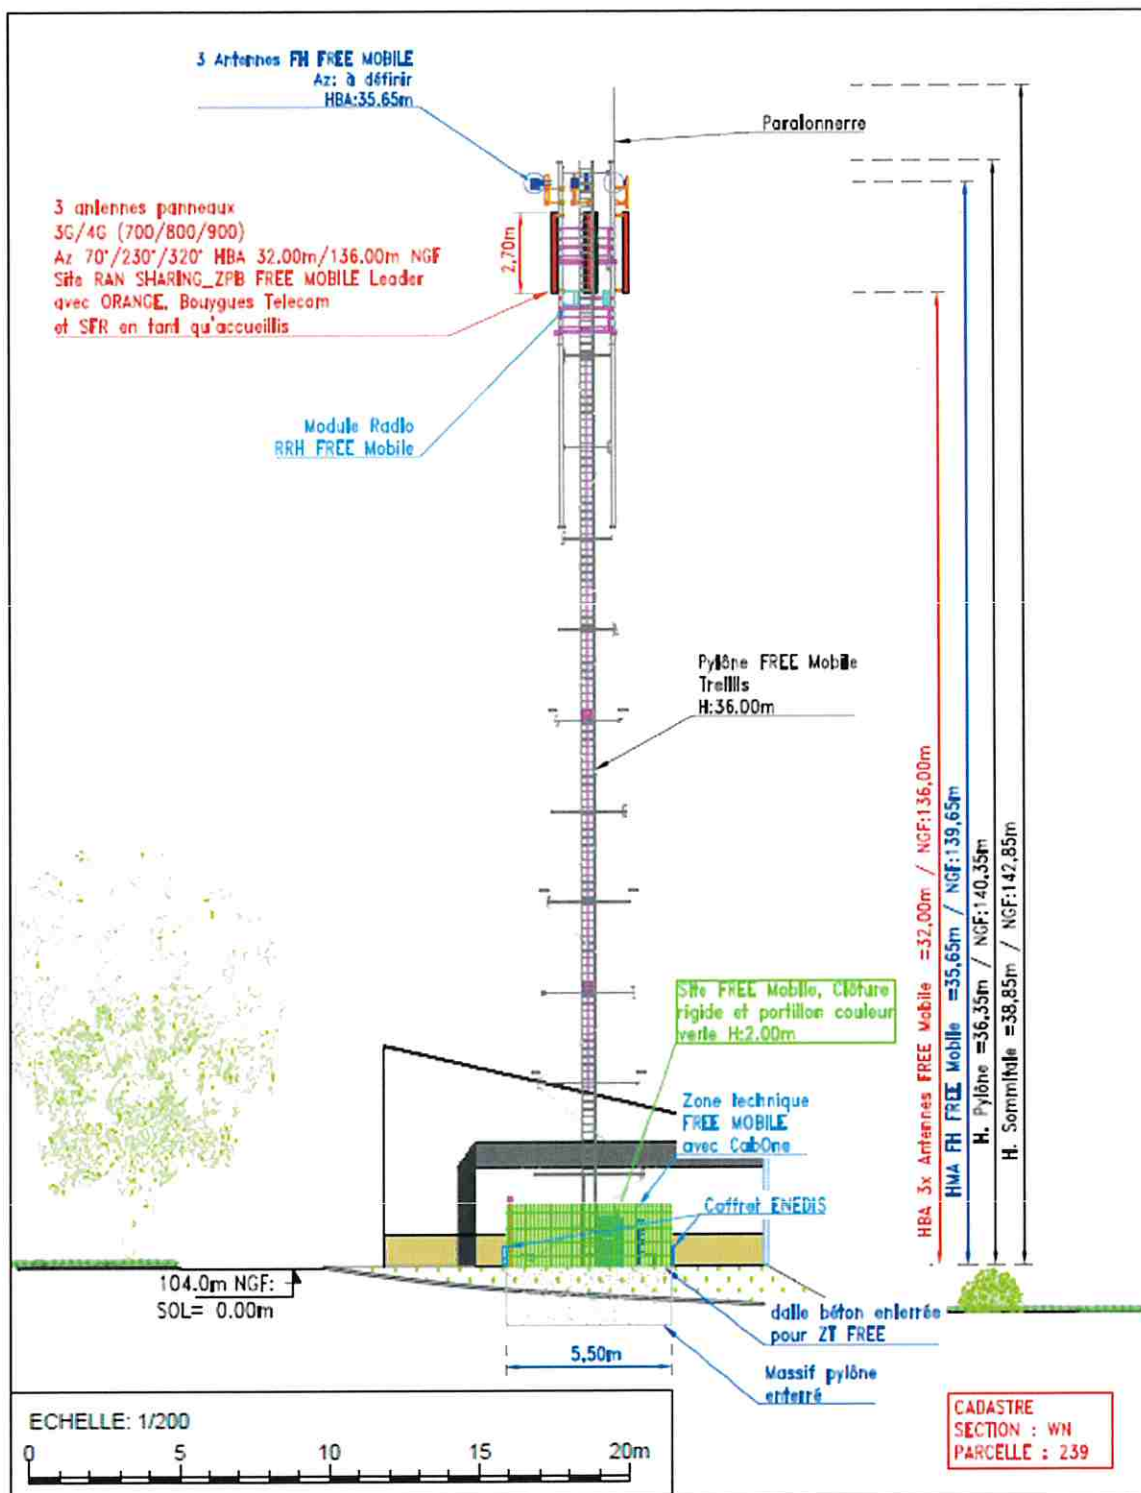 3 Antennes FH FREE MOBILE
Az: à définir
HBA:35.65m
Paratonnerre
3 antennes panneaux
3G/4G (700/800/900)
Az 70°/230°/320° HBA 32.00m/136.00m NGF
Site RAN SHARING_ZPB FREE MOBILE Leader
avec ORANGE, Bouygues Telecom
et SFR en tant qu'accueillis
2,70m
Module Radio
RRH FREE Mobile
Pylône FREE Mobile
Treillis
H:36.00m
HBA 3x Antennes FREE Mobile =32,00m / NGF:136,00m
HMA FH FREE Mobile =35,65m / NGF:139,65m
H. Pylône =36,35m / NGF:140,35m
H. Sommitale =38,85m / NGF:142,85m
Site FREE Mobile, Clôture
rigide et portillon couleur
verte H:2.00m
Zone technique
FREE MOBILE
avec CabOne
Coffret ENEDIS
104.0m NGF:
SOL= 0.00m
dalle béton enterrée
pour ZT FREE
5,50m
Massif pylône
enterré
ECHELLE: 1/200
0 5 10 15 20m
CADASTRE
SECTION : WN
PARCELLE : 239